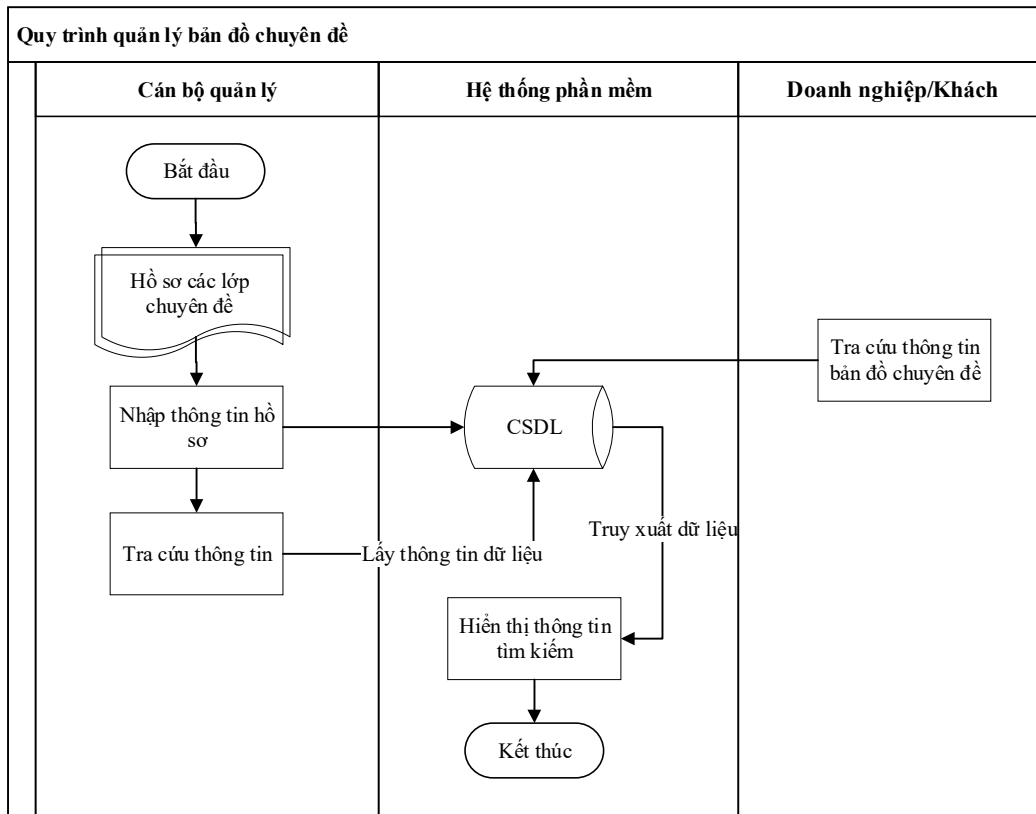 Quy trình quản lý bản đồ chuyên đề
Cán bộ quản lý
Hệ thống phần mềm
Doanh nghiệp/Khách
Bắt đầu
Hồ sơ các lớp
chuyên đề
Tra cứu thông tin
bản đồ chuyên đề
Nhập thông tin hồ
sơ
CSDL
Truy xuất dữ liệu
Tra cứu thông tin
Lấy thông tin dữ liệu
Hiển thị thông tin
tìm kiếm
Kết thúc